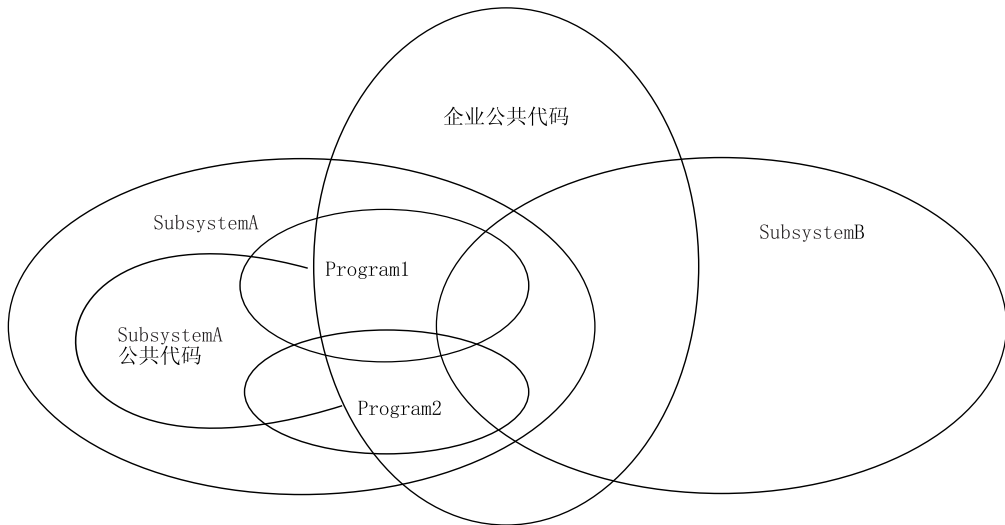 企业公共代码
SubsystemA
SubsystemB
Program1
SubsystemA
公共代码
Program2